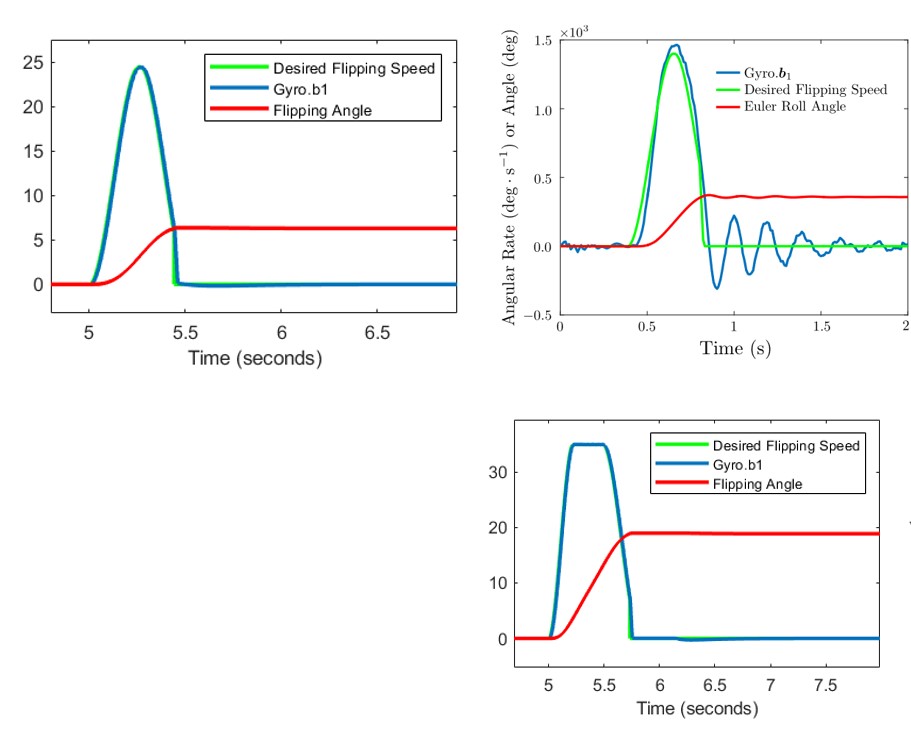 25
20
15
10
5
0
5
5.5
6
6.5
Time (seconds)
Desired Flipping Speed
Gyro.b1
Flipping Angle
×10³
Angular Rate (deg · s⁻¹) or Angle (deg)
1.5
1.0
0.5
0.0
−0.5
0
0.5
1
1.5
2
Time (s)
Gyro.b₁
Desired Flipping Speed
Euler Roll Angle
30
20
10
0
5
5.5
6
6.5
7
7.5
Time (seconds)
Desired Flipping Speed
Gyro.b1
Flipping Angle